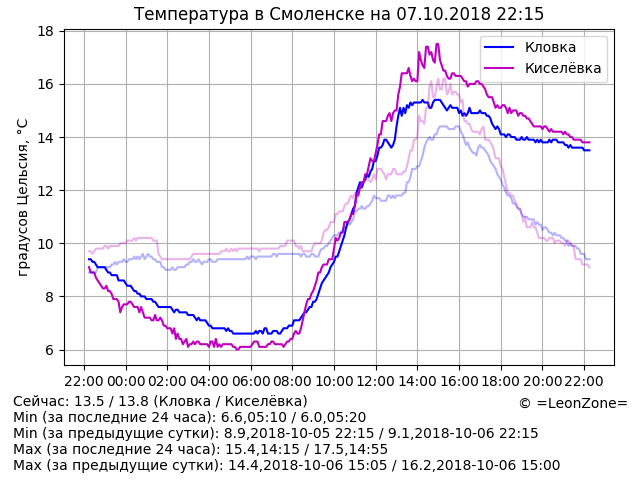 Температура в Смоленске на 07.10.2018 22:15
18
16
14
12
10
8
6
градусов Цельсия, °C
Кловка
Киселёвка
22:00 00:00 02:00 04:00 06:00 08:00 10:00 12:00 14:00 16:00 18:00 20:00 22:00
Сейчас: 13.5 / 13.8 (Кловка / Киселёвка)
© =LeonZone=
Min (за последние 24 часа): 6.6,05:10 / 6.0,05:20
Min (за предыдущие сутки): 8.9,2018-10-05 22:15 / 9.1,2018-10-06 22:15
Max (за последние 24 часа): 15.4,14:15 / 17.5,14:55
Max (за предыдущие сутки): 14.4,2018-10-06 15:05 / 16.2,2018-10-06 15:00